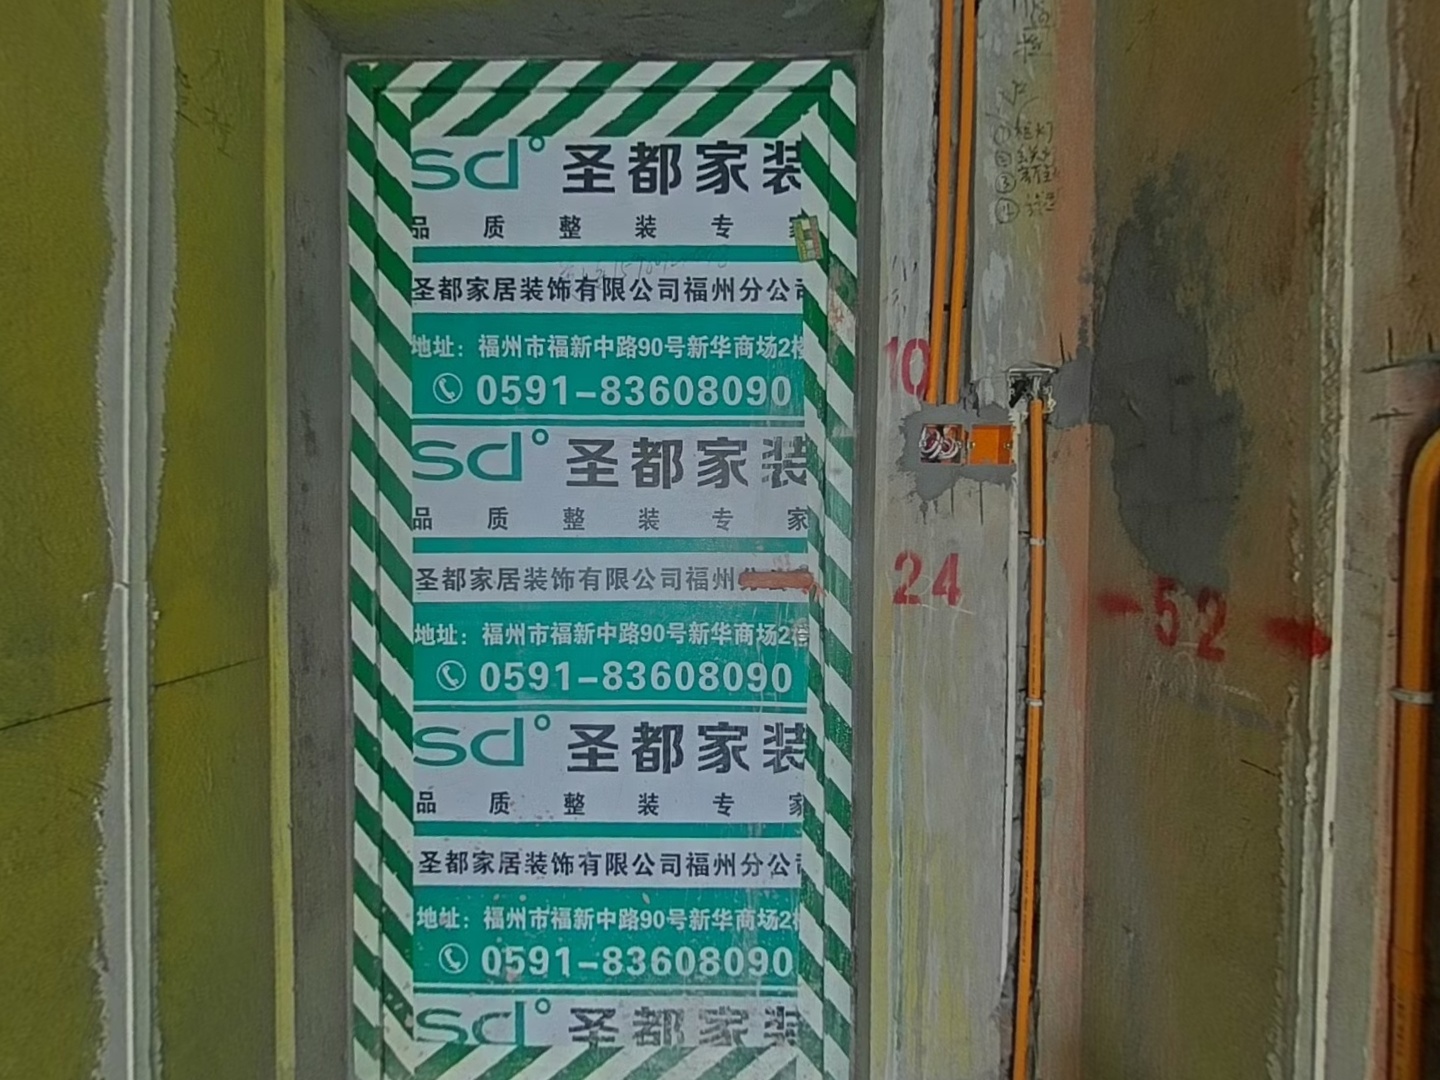 sd 圣都家装
品质整装专
圣都家居装饰有限公司福州分公
地址：福州市福新中路90号新华商场2
0591-83608090
sd 圣都家装
品质整装专家
圣都家居装饰有限公司福州
地址：福州市福新中路90号新华商场2
0591-83608090
sd 圣都家装
品质整装专家
圣都家居装饰有限公司福州分公
地址：福州市福新中路90号新华商场2
0591-83608090
sd 圣都家装
10
24
52